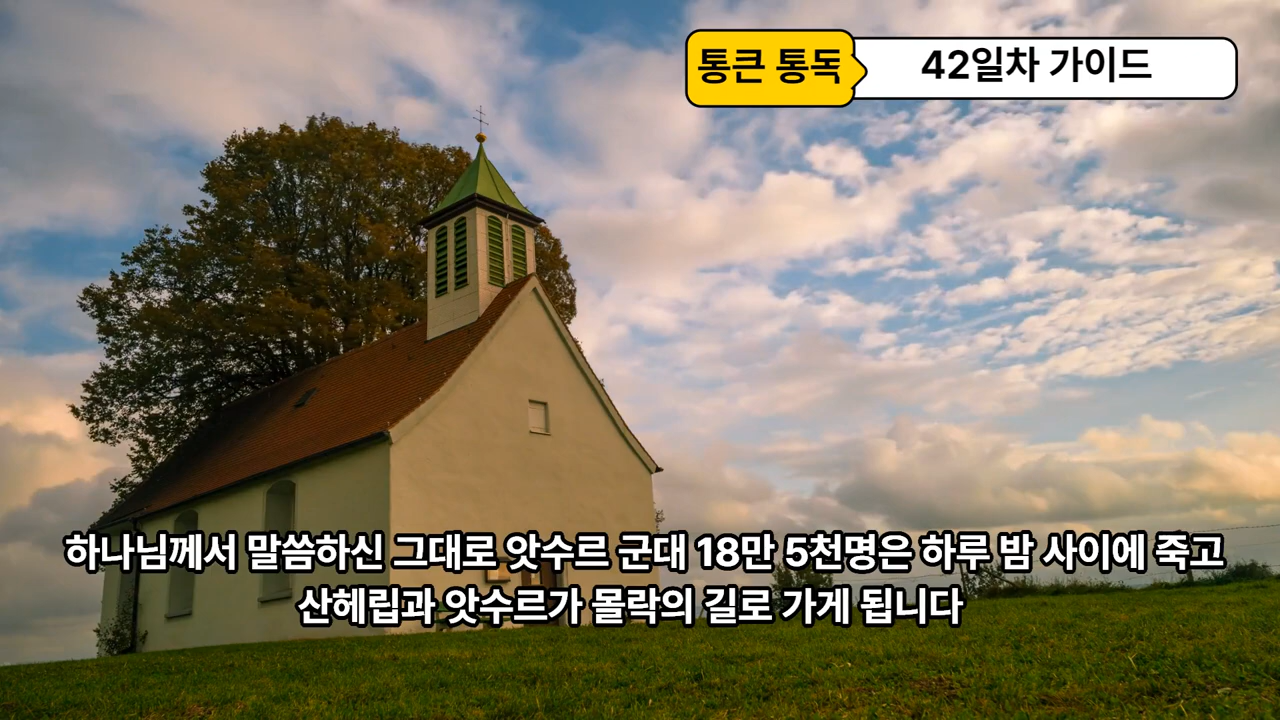 통큰 통독
42일차 가이드
하나님께서 말씀하신 그대로 앗수르 군대 18만 5천명은 하루 밤 사이에 죽고
산헤립과 앗수르가 몰락의 길로 가게 됩니다